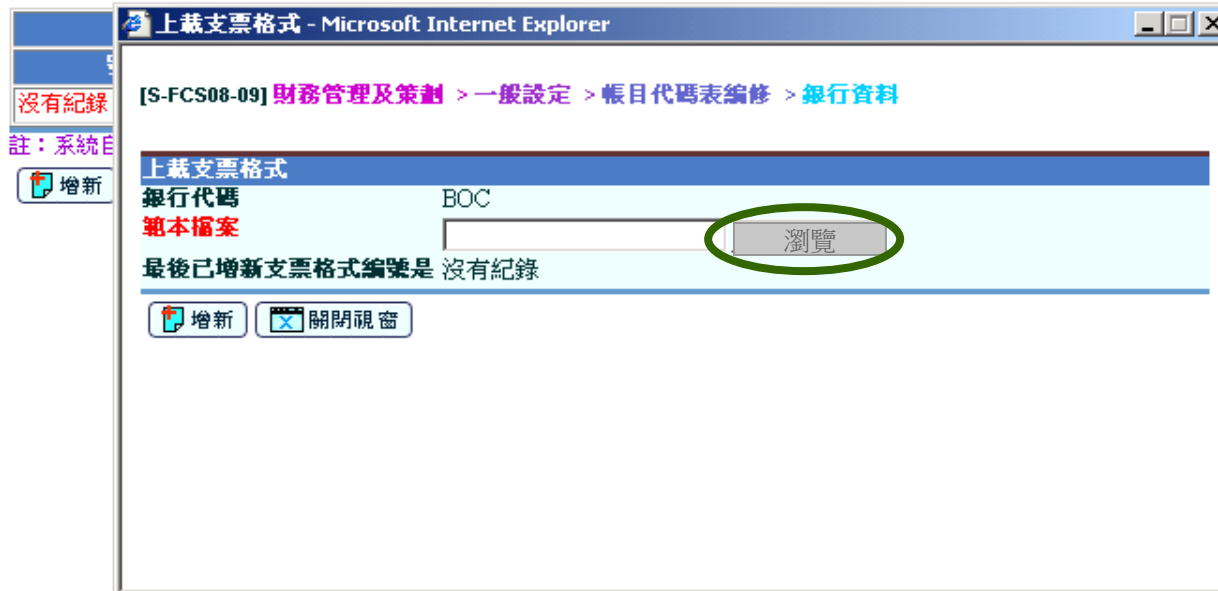 上載支票格式 - Microsoft Internet Explorer
沒有紀錄
註：系統自
增新
[S-FCS08-09] 財務管理及策劃 > 一般設定 > 帳目代碼表編修 > 銀行資料
上載支票格式
銀行代碼 BOC
範本檔案 瀏覽
最後已增新支票格式編號是 沒有紀錄
增新 關閉視窗